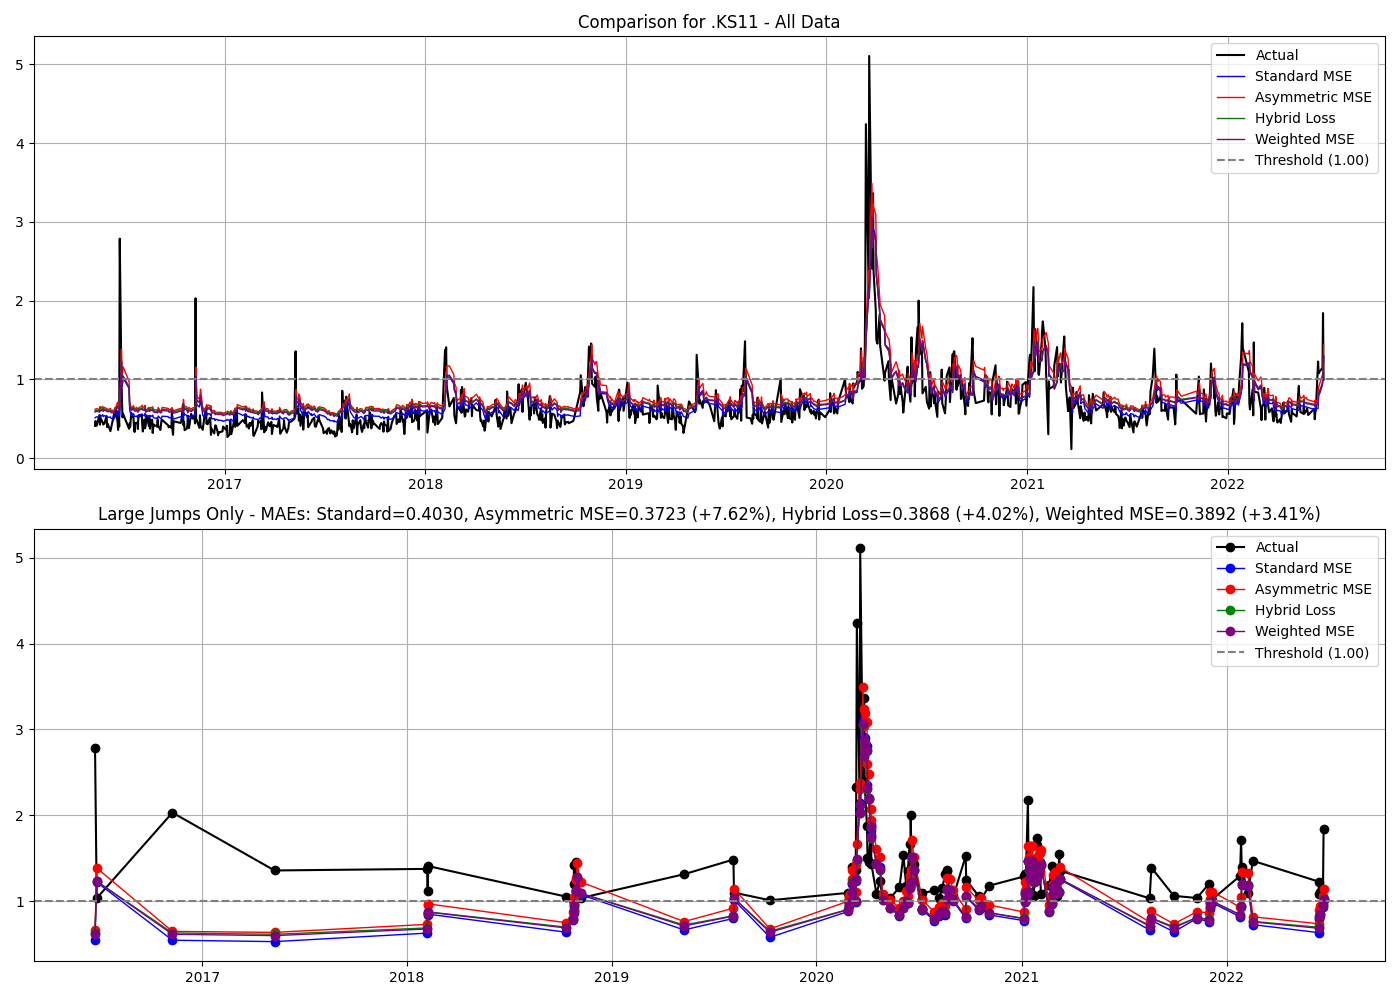 Comparison for .KS11 - All Data
5
4
3
2
1
0
Actual
Standard MSE
Asymmetric MSE
Hybrid Loss
Weighted MSE
Threshold (1.00)
2017
2018
2019
2020
2021
2022
Large Jumps Only - MAEs: Standard=0.4030, Asymmetric MSE=0.3723 (+7.62%), Hybrid Loss=0.3868 (+4.02%), Weighted MSE=0.3892 (+3.41%)
5
4
3
2
1
Actual
Standard MSE
Asymmetric MSE
Hybrid Loss
Weighted MSE
Threshold (1.00)
2017
2018
2019
2020
2021
2022